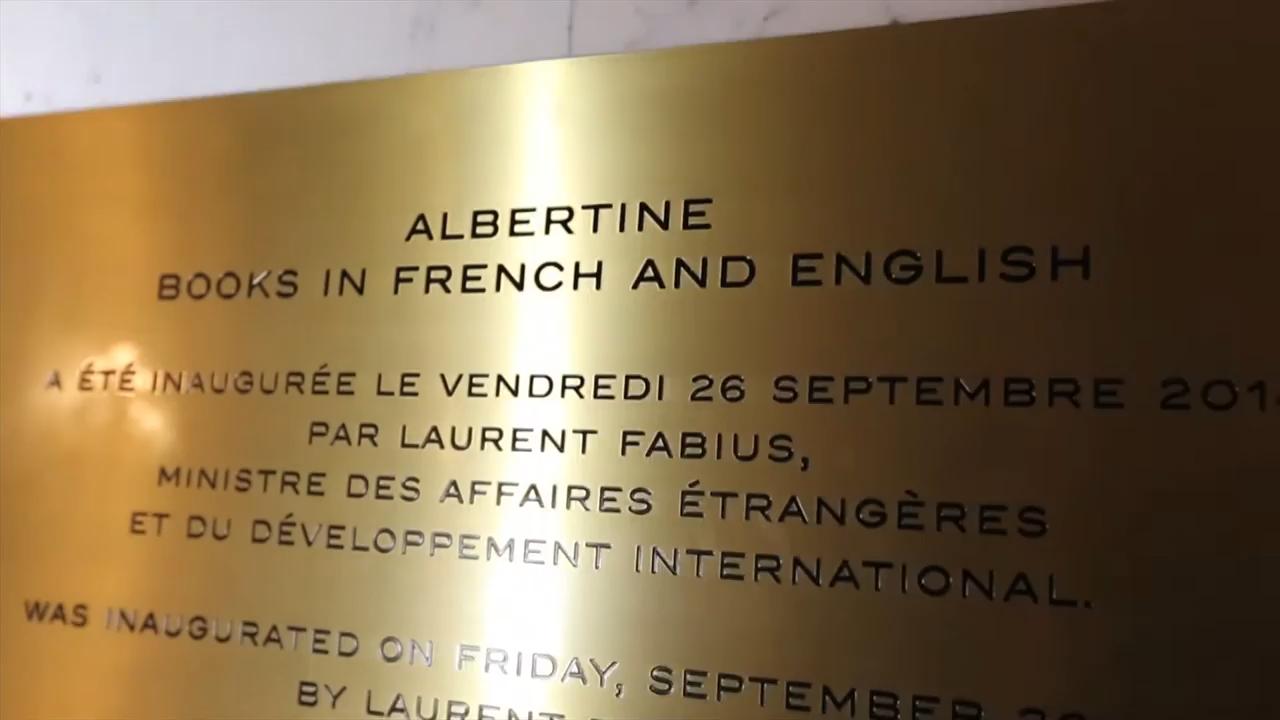 ALBERTINE
BOOKS IN FRENCH AND ENGLISH
A ÉTÉ INAUGURÉE LE VENDREDI 26 SEPTEMBRE
PAR LAURENT FABIUS,
MINISTRE DES AFFAIRES ÉTRANGÈRES
ET DU DÉVELOPPEMENT INTERNATIONAL.
WAS INAUGURATED ON FRIDAY, SEPTEMBER
BY LAURENT